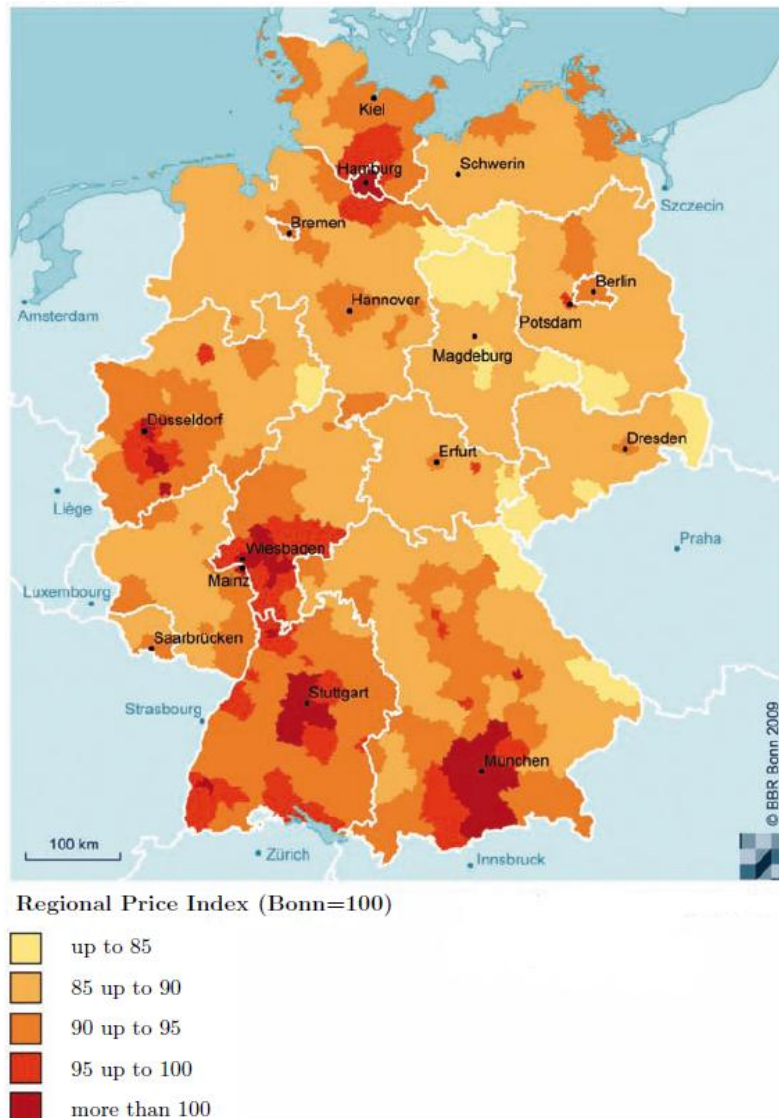 Kiel
Hamburg
Schwerin
Szczecin
Bremen
Berlin
Hannover
Amsterdam
Potsdam
Magdeburg
Düsseldorf
Erfurt
Dresden
Liège
Praha
Wiesbaden
Mainz
Luxembourg
Saarbrücken
Stuttgart
Strasbourg
München
© BBR Bonn 2009
100 km
Zürich
Innsbruck
Regional Price Index (Bonn=100)
up to 85
85 up to 90
90 up to 95
95 up to 100
more than 100